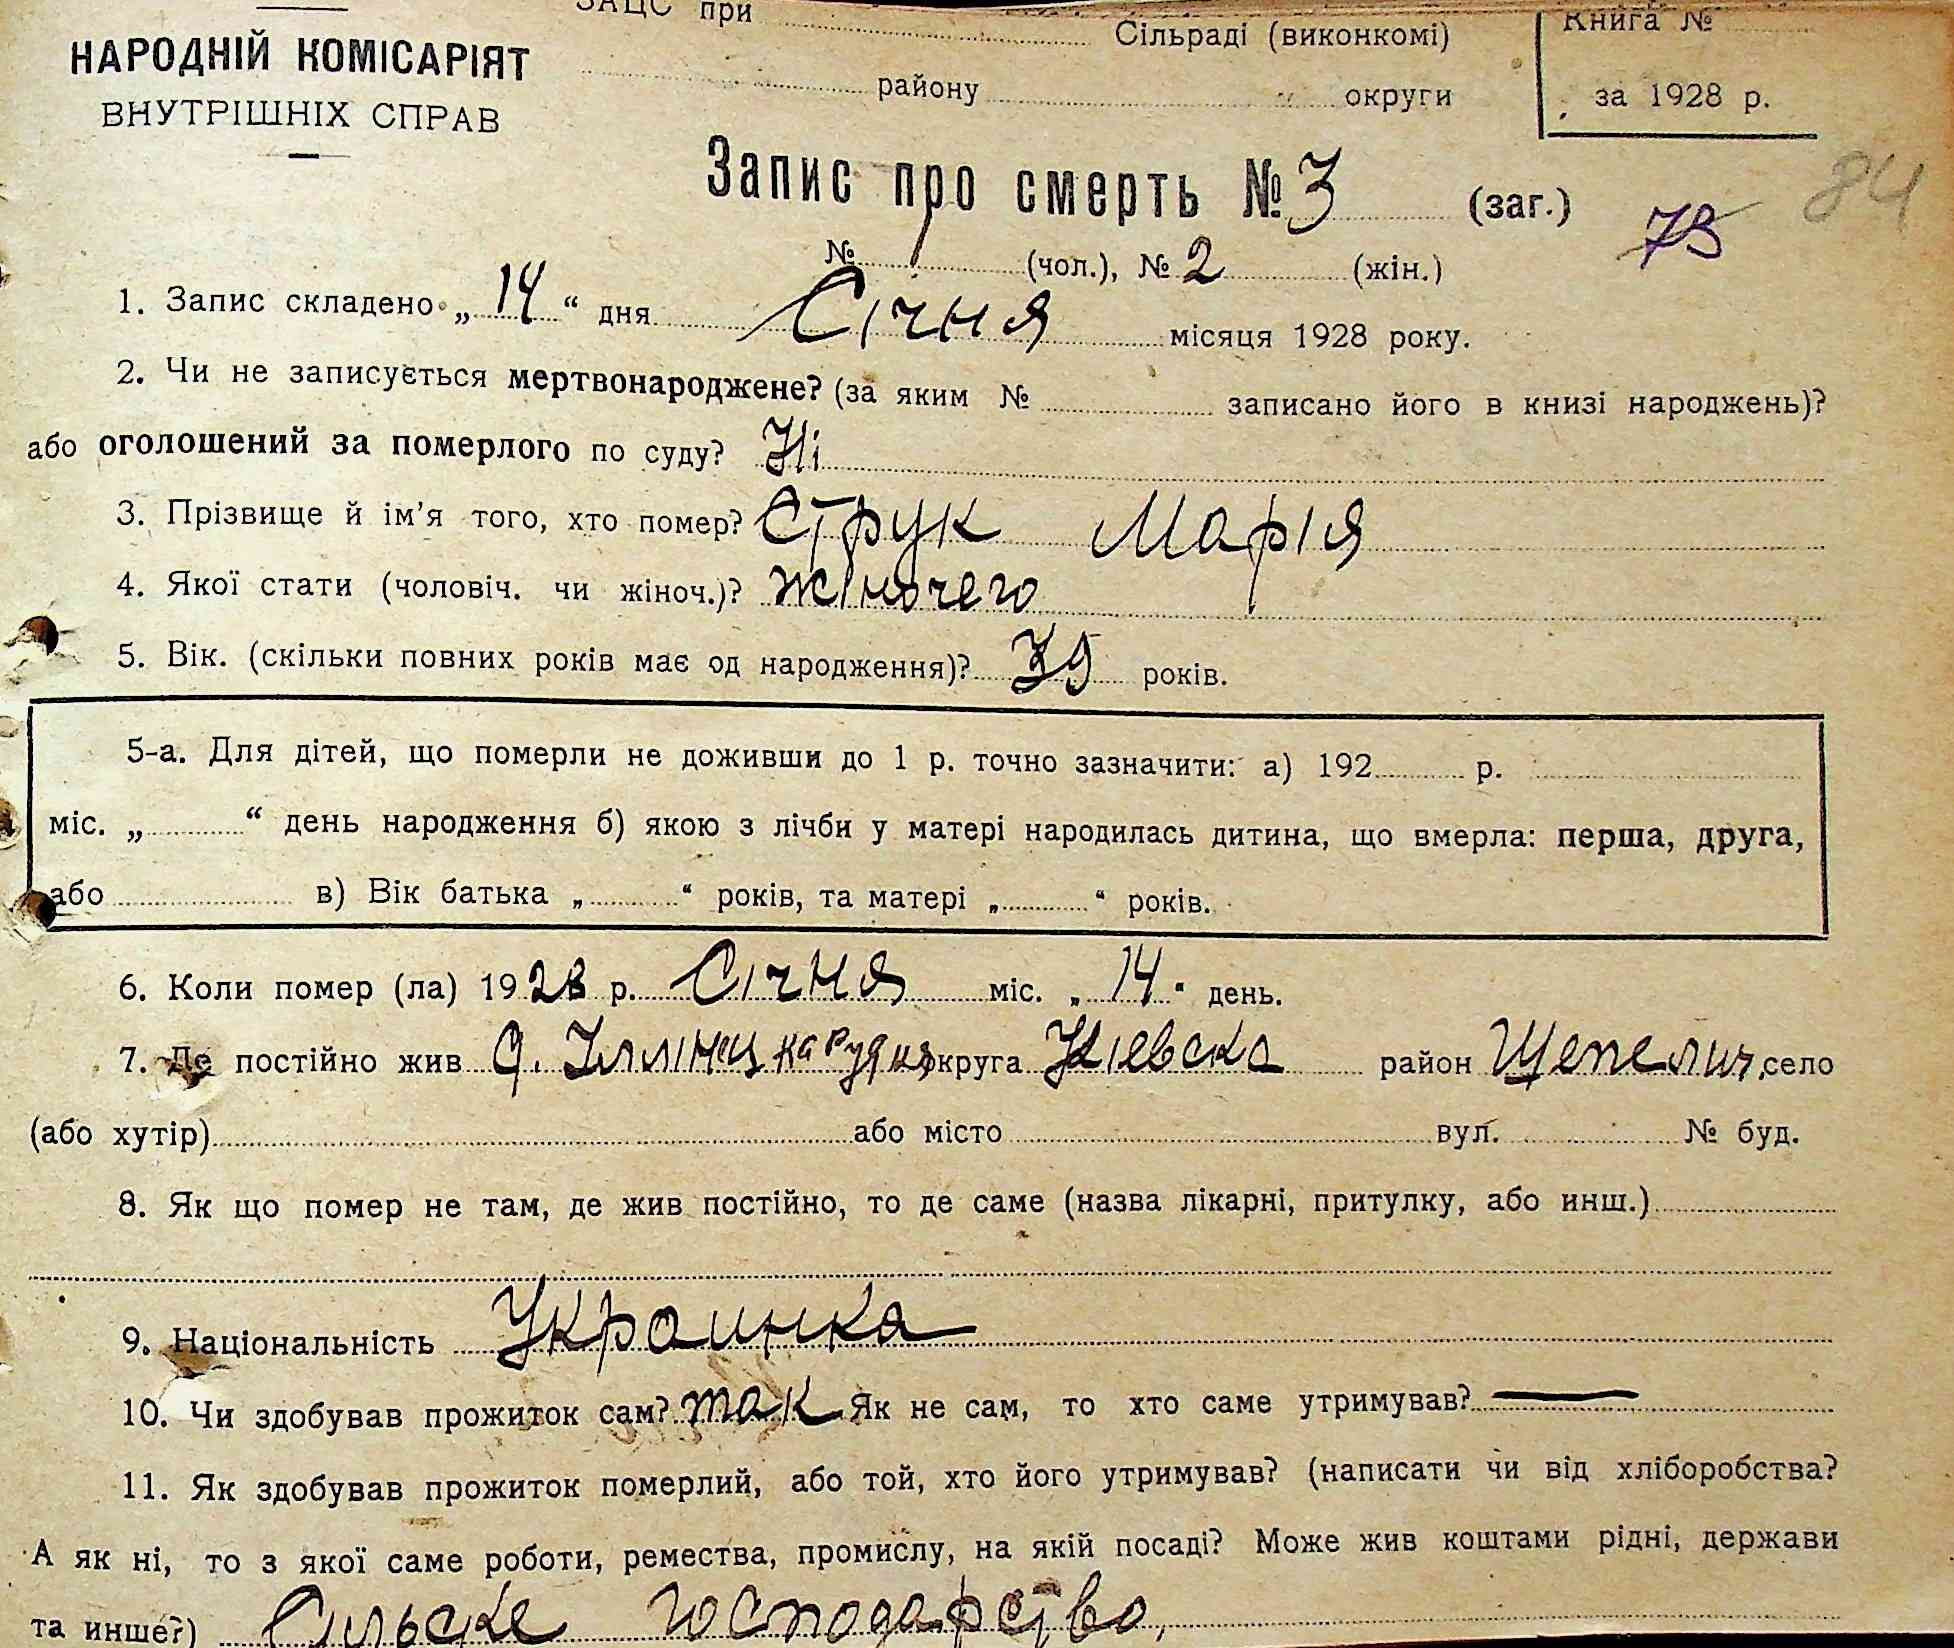 ЗАЦС при Сільраді (виконкомі) Книга №
НАРОДНІЙ КОМІСАРІЯТ
району округи за 1928 р.
ВНУТРІШНІХ СПРАВ
Запис про смерть № 3 (заг.) 73 84
№ 1 (чол.), № 2 (жін.)
1. Запис складено „ 14 “ дня Січня місяця 1928 року.
2. Чи не записується мертвонароджене? (за яким № записано його в книзі народжень)?
або оголошений за померлого по суду? Ні
3. Прізвище й ім’я того, хто помер? Струк Марія
4. Якої стати (чоловіч. чи жіноч.)? жіночего
5. Вік. (скільки повних років має од народження)? 39 років.
5-а. Для дітей, що померли не доживши до 1 р. точно зазначити: а) 192 р.
міс. „ “ день народження б) якою з лічби у матері народилась дитина, що вмерла: перша, друга,
або в) Вік батька „ “ років, та матері „ “ років.
6. Коли помер (ла) 1928 р. Січня міс. „ 14 “ день.
7. Де постійно жив с. Іллінецка Рудня округа Киевска район Шепелич. село
(або хутір) або місто вул. № буд.
8. Як що помер не там, де жив постійно, то де саме (назва лікарні, притулку, або инш.)
9. Національність Украинка
10. Чи здобував прожиток сам? так Як не сам, то хто саме утримував? —
11. Як здобував прожиток померлий, або той, хто його утримував? (написати чи від хліборобства?
А як ні, то з якої саме роботи, ремества, промислу, на якій посаді? Може жив коштами рідні, держави
та инше?) Сильске господарство,